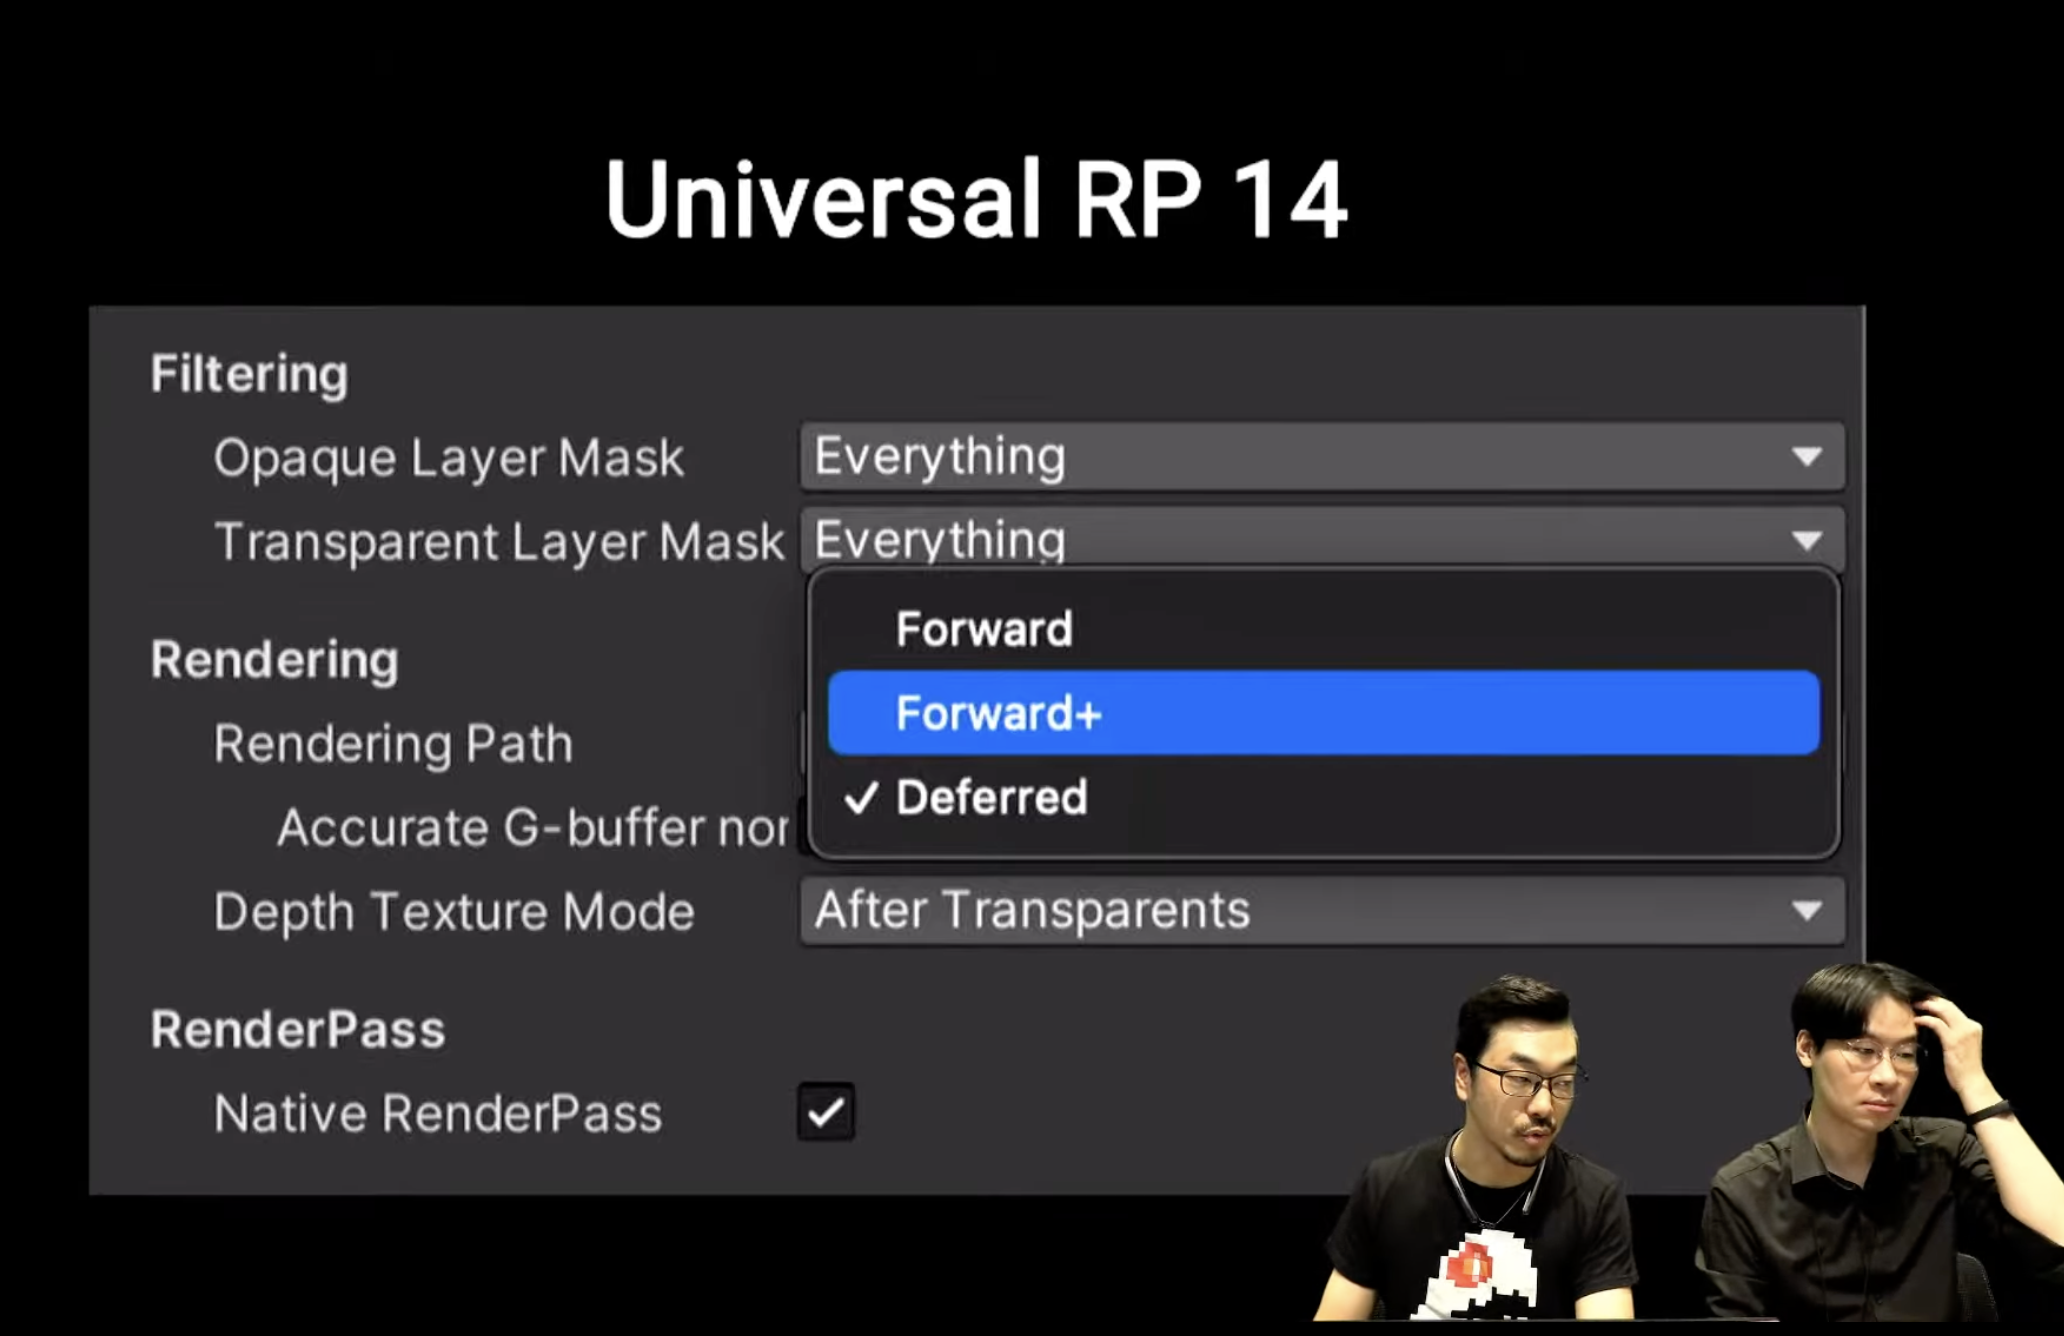 Universal RP 14
Filtering
Opaque Layer Mask Everything
Transparent Layer Mask Everything
Forward
Rendering
Forward+
Rendering Path
Deferred
Accurate G-buffer nor
Depth Texture Mode After Transparents
RenderPass
Native RenderPass